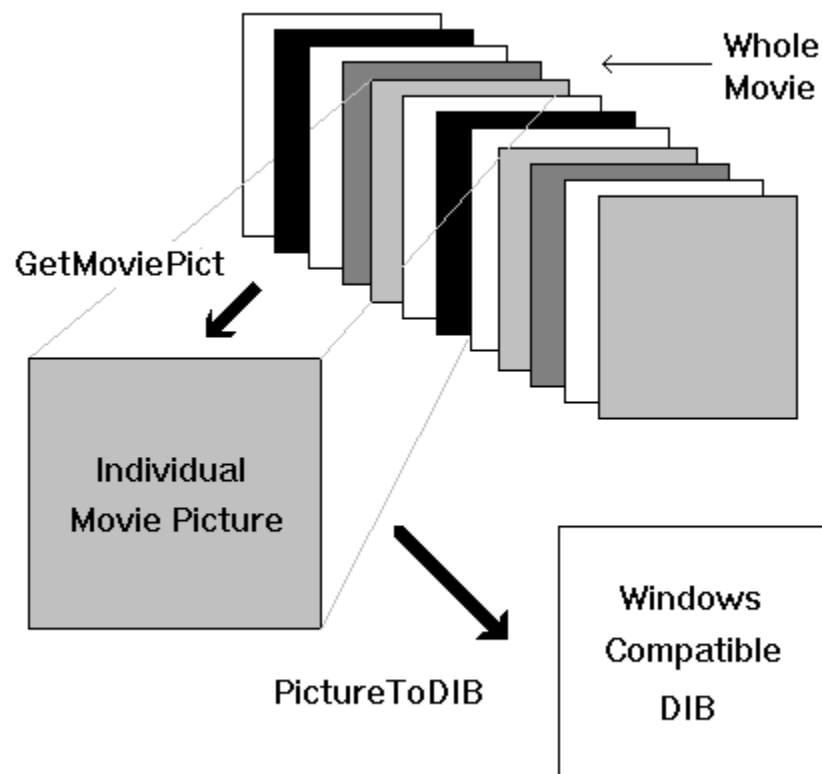 Whole
Movie
GetMoviePict
Individual
Movie Picture
Windows
Compatible
DIB
PictureToDIB